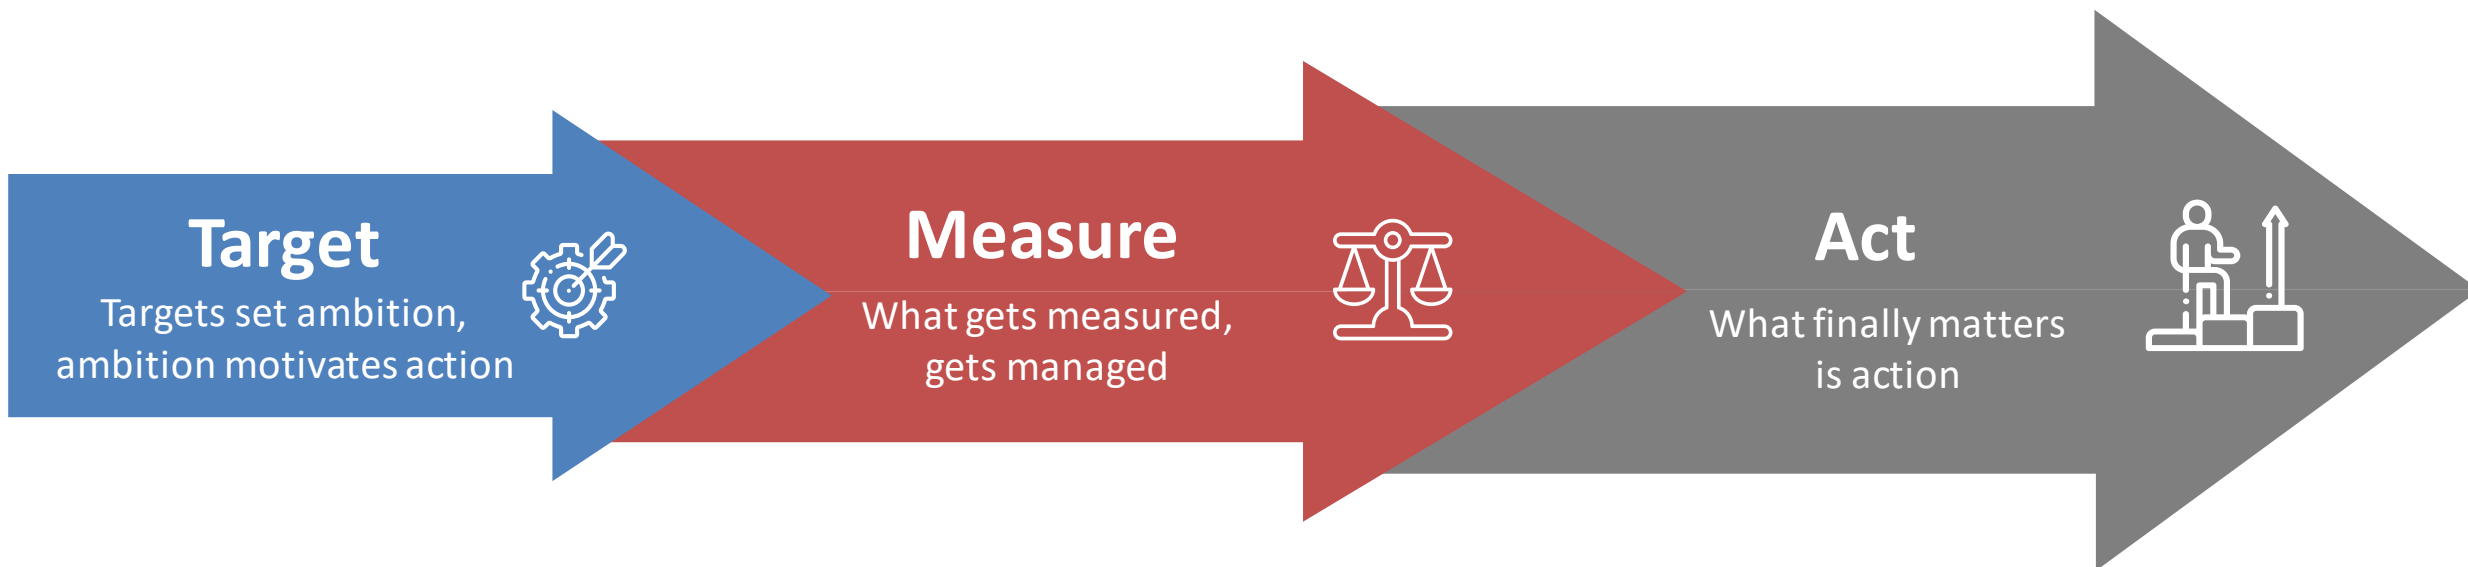 Target
Targets set ambition,
ambition motivates action
Measure
What gets measured,
gets managed
Act
What finally matters
is action